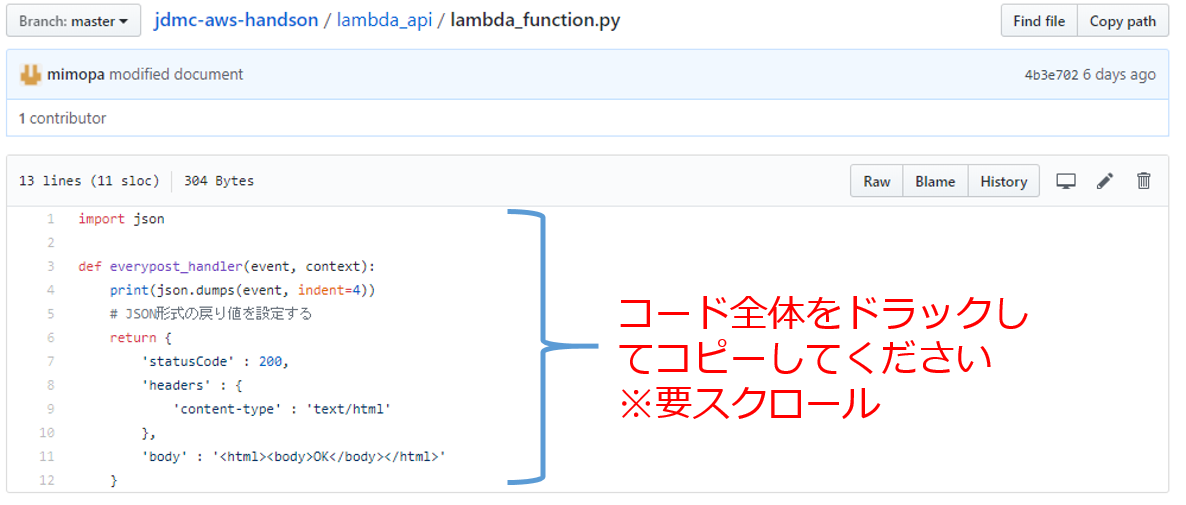 Branch: master
jdmc-aws-handson / lambda_api / lambda_function.py
Find file
Copy path
mimopa modified document
4b3e702 6 days ago
1 contributor
13 lines (11 sloc)
304 Bytes
Raw
Blame
History
1 import json
2
3 def everypost_handler(event, context):
4     print(json.dumps(event, indent=4))
5     # JSON形式の戻り値を設定する
6     return {
7         'statusCode' : 200,
8         'headers' : {
9             'content-type' : 'text/html'
10         },
11         'body' : '<html><body>OK</body></html>'
12     }
コード全体をドラックし
てコピーしてください
※要スクロール